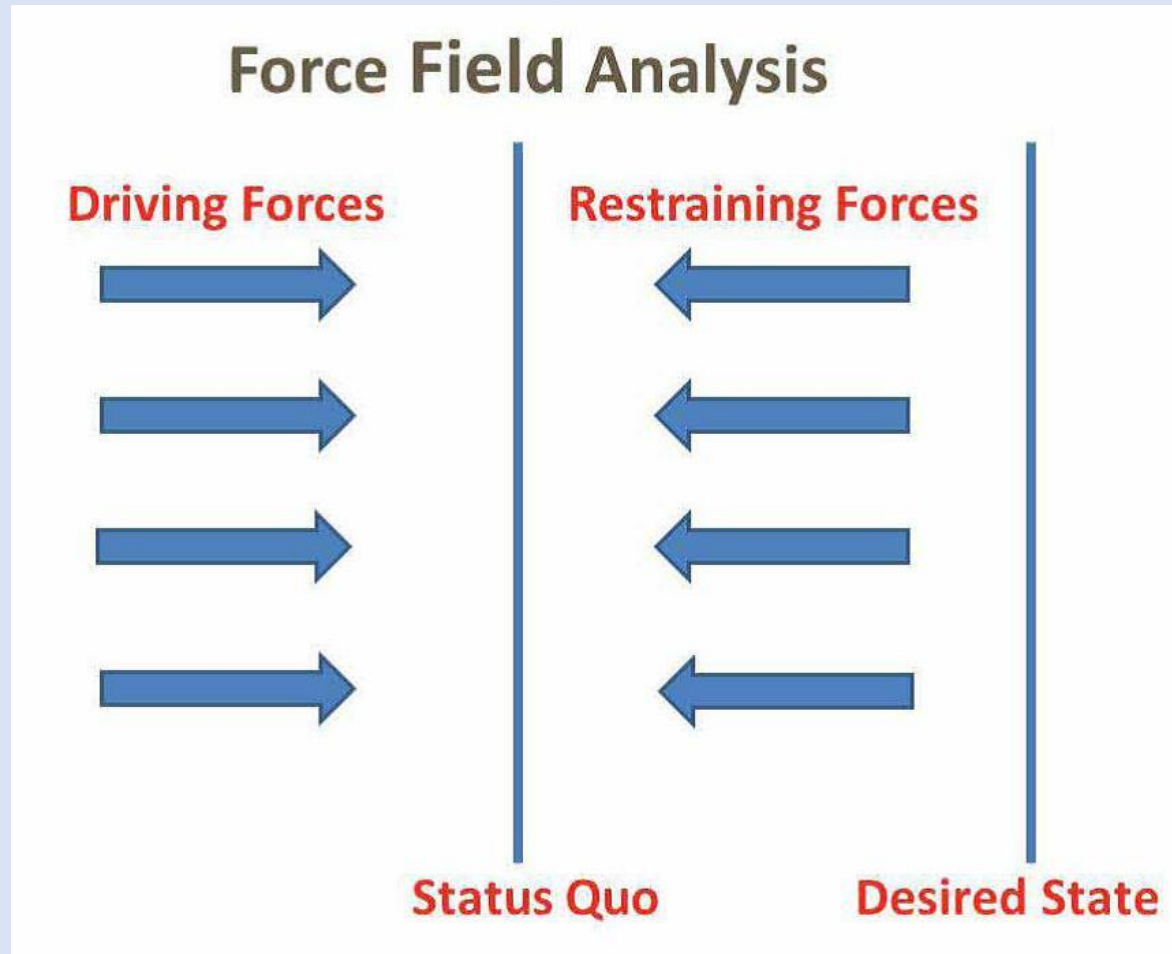 Force Field Analysis
Driving Forces
Restraining Forces
Status Quo
Desired State